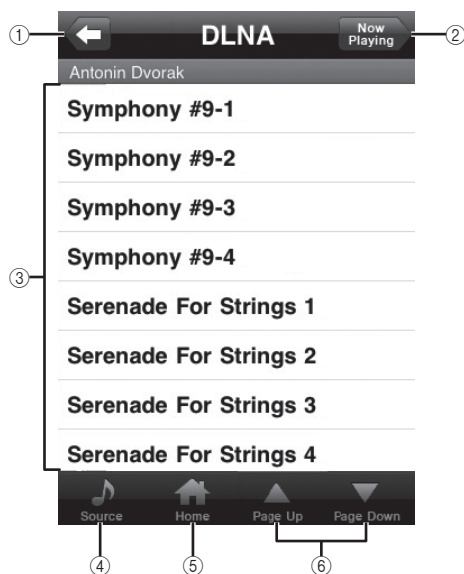 ① DLNA Now Playing ②
Antonin Dvorak
Symphony #9-1
Symphony #9-2
Symphony #9-3
③ Symphony #9-4
Serenade For Strings 1
Serenade For Strings 2
Serenade For Strings 3
Serenade For Strings 4
Source Home Page Up Page Down
④ ⑤ ⑥